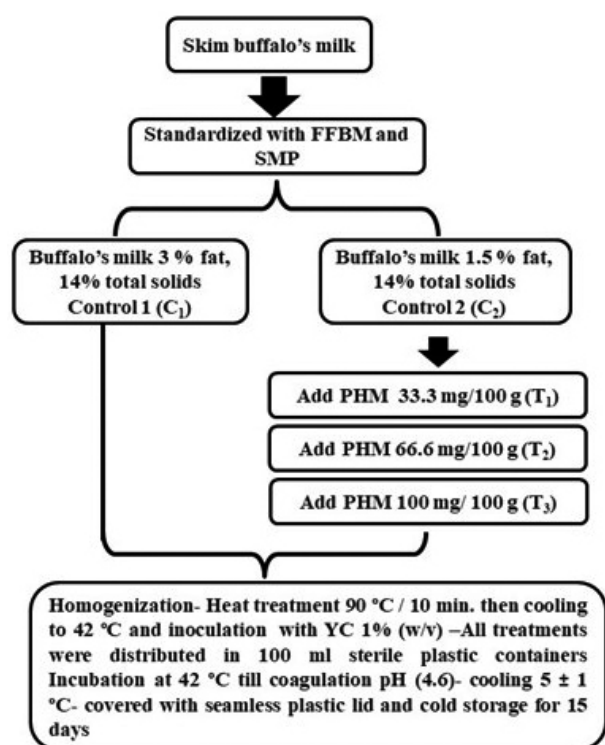 Skim buffalo's milk
Standardized with FFBM and
SMP
Buffalo's milk 3 % fat,
14% total solids
Control 1 (C₁)
Buffalo's milk 1.5 % fat,
14% total solids
Control 2 (C₂)
Add PHM 33.3 mg/100 g (T₁)
Add PHM 66.6 mg/100 g (T₂)
Add PHM 100 mg/ 100 g (T₃)
Homogenization- Heat treatment 90 °C / 10 min. then cooling
to 42 °C and inoculation with YC 1% (w/v) –All treatments
were distributed in 100 ml sterile plastic containers
Incubation at 42 °C till coagulation pH (4.6)- cooling 5 ± 1
°C- covered with seamless plastic lid and cold storage for 15
days